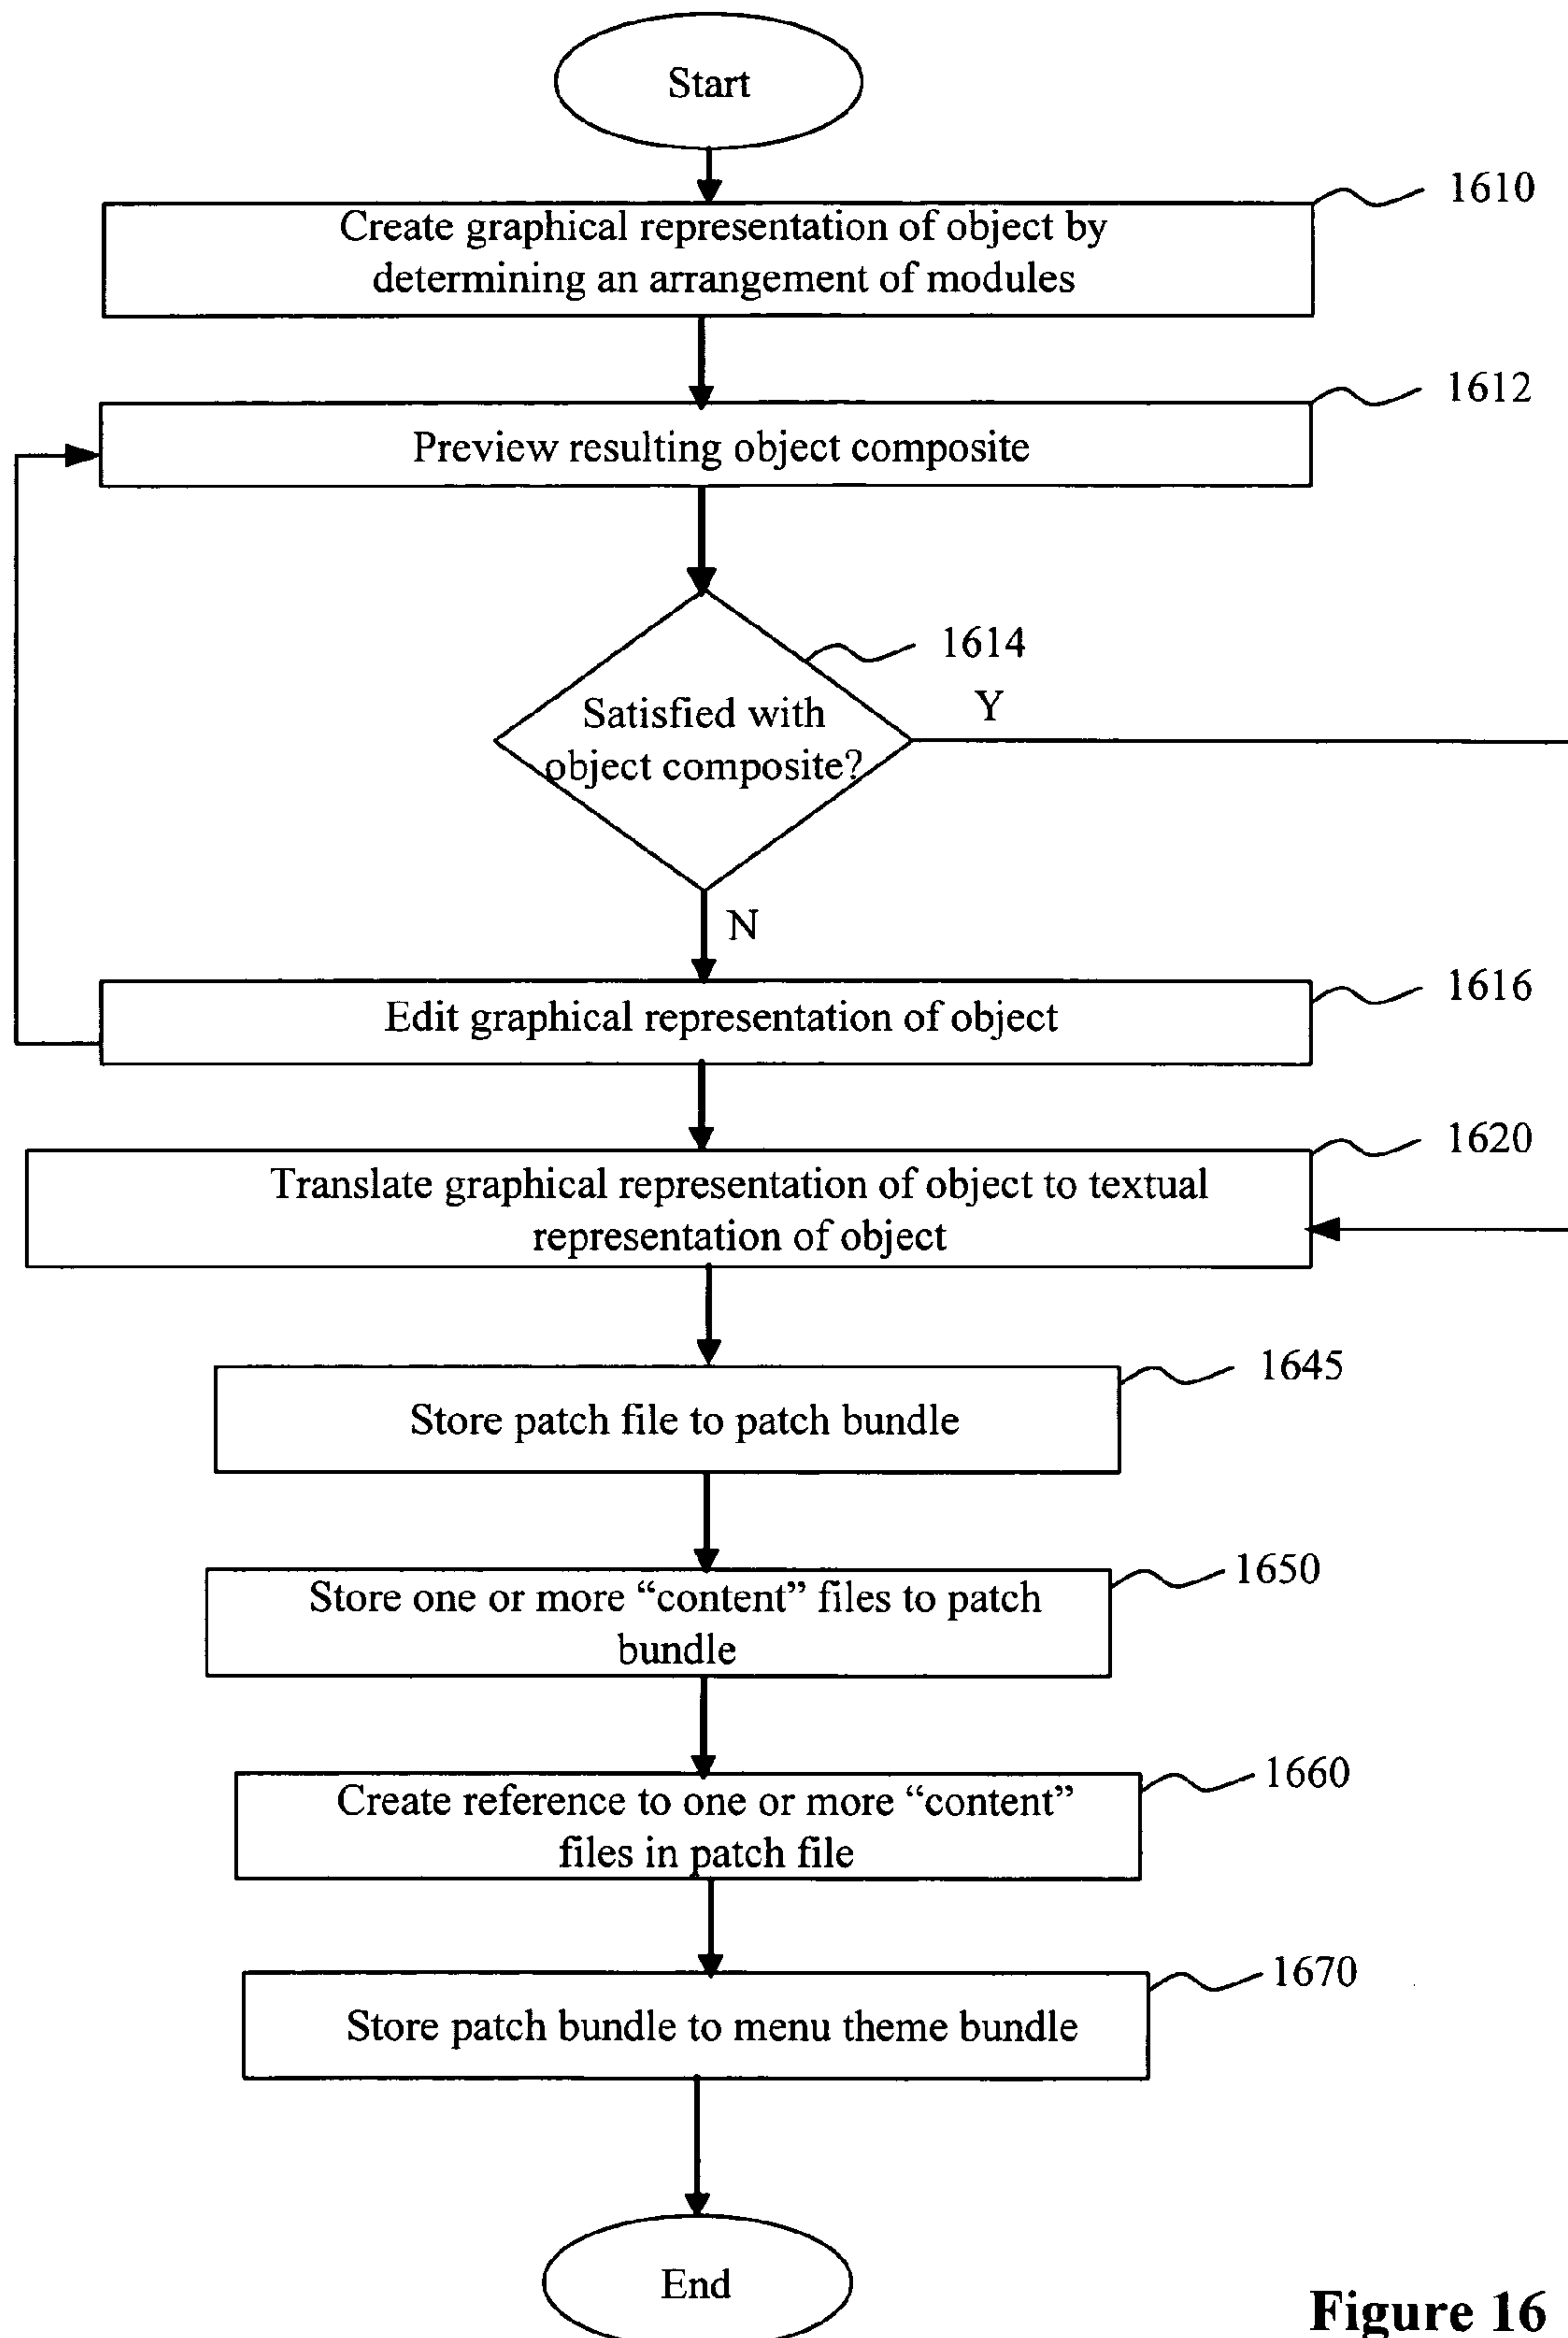 Start
1610
Create graphical representation of object by
determining an arrangement of modules
1612
Preview resulting object composite
1614
Y
Satisfied with
object composite?
N
1616
Edit graphical representation of object
1620
Translate graphical representation of object to textual
representation of object
1645
Store patch file to patch bundle
1650
Store one or more “content” files to patch
bundle
1660
Create reference to one or more “content”
files in patch file
1670
Store patch bundle to menu theme bundle
End
Figure 16